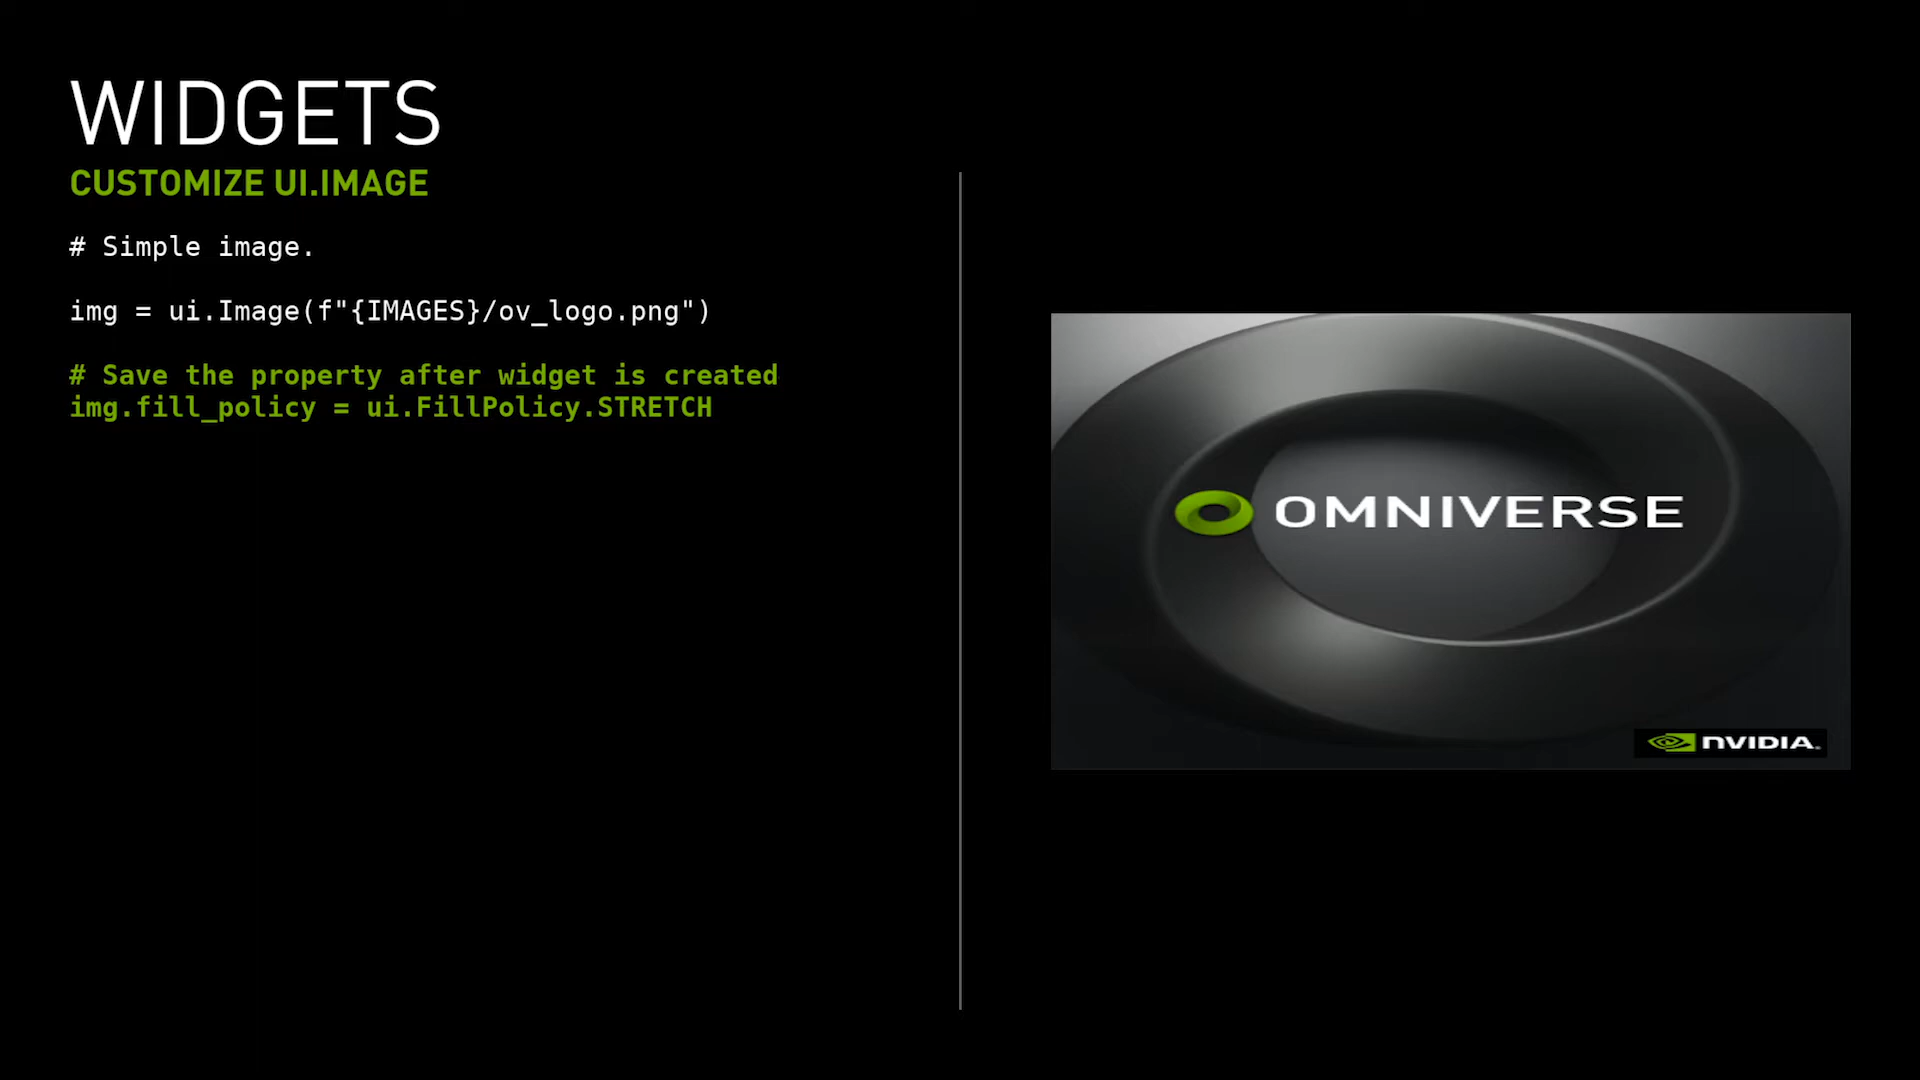 WIDGETS
CUSTOMIZE UI.IMAGE
# Simple image.
img = ui.Image(f"{IMAGES}/ov_logo.png")
# Save the property after widget is created
img.fill_policy = ui.FillPolicy.STRETCH
OMNIVERSE
NVIDIA.